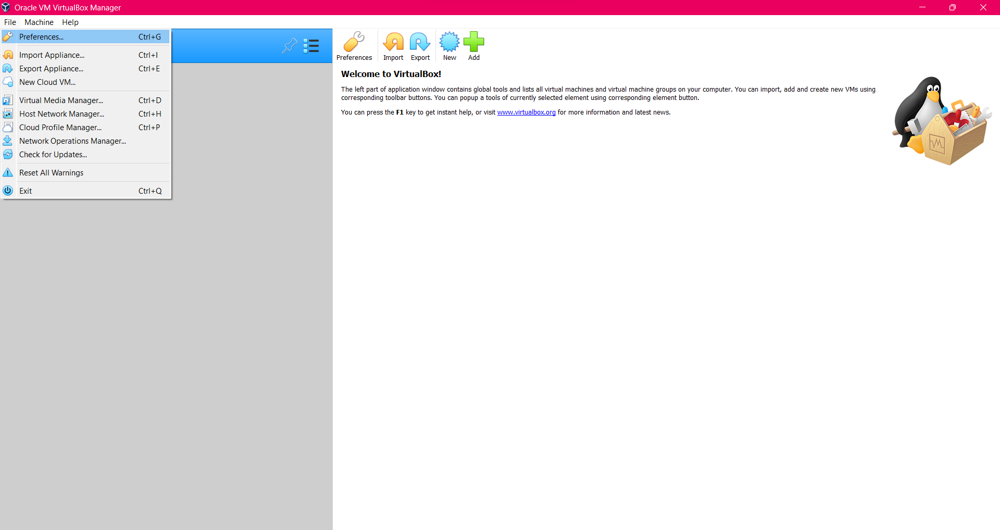 Oracle VM VirtualBox Manager
File Machine Help
Preferences... Ctrl+G
Import Appliance... Ctrl+I
Export Appliance... Ctrl+E
New Cloud VM...
Virtual Media Manager... Ctrl+D
Host Network Manager... Ctrl+H
Cloud Profile Manager... Ctrl+P
Network Operations Manager...
Check for Updates...
Reset All Warnings
Exit Ctrl+Q
Preferences Import Export New Add
Welcome to VirtualBox!
The left part of application window contains global tools and lists all virtual machines and virtual machine groups on your computer. You can import, add and create new VMs using
corresponding toolbar buttons. You can popup a tools of currently selected element using corresponding element button.
You can press the F1 key to get instant help, or visit www.virtualbox.org for more information and latest news.